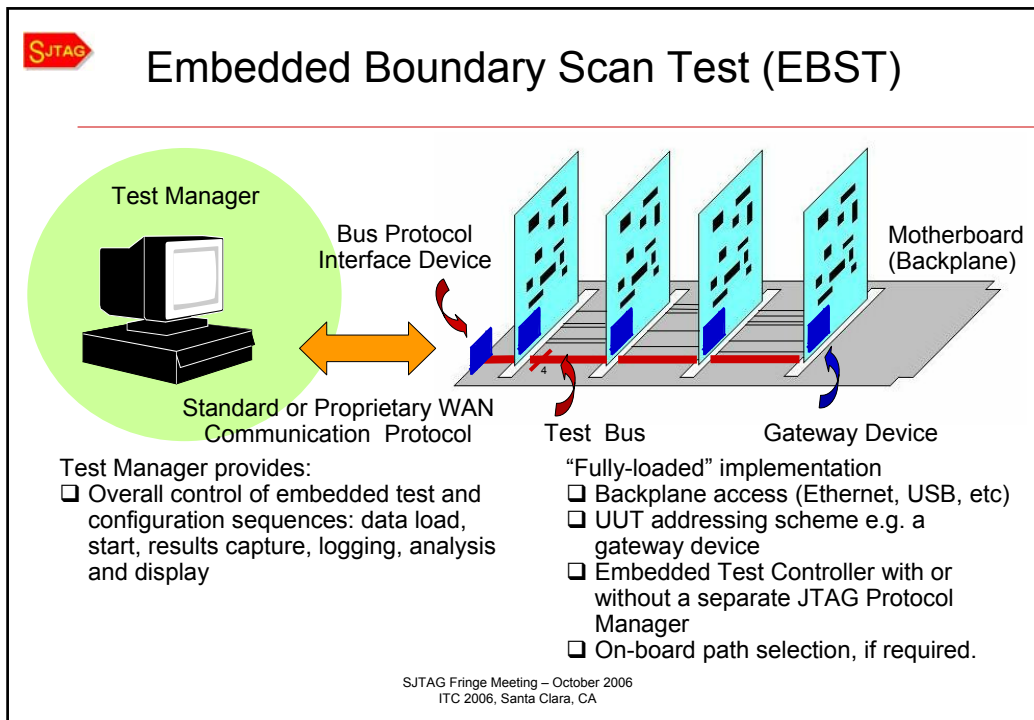 SJTAG
Embedded Boundary Scan Test (EBST)
Test Manager
Bus Protocol
Interface Device
Motherboard
(Backplane)
4
Standard or Proprietary WAN
Communication Protocol
Test Bus
Gateway Device
Test Manager provides:
❑ Overall control of embedded test and
configuration sequences: data load,
start, results capture, logging, analysis
and display
“Fully-loaded” implementation
❑ Backplane access (Ethernet, USB, etc)
❑ UUT addressing scheme e.g. a
gateway device
❑ Embedded Test Controller with or
without a separate JTAG Protocol
Manager
❑ On-board path selection, if required.
SJTAG Fringe Meeting – October 2006
ITC 2006, Santa Clara, CA